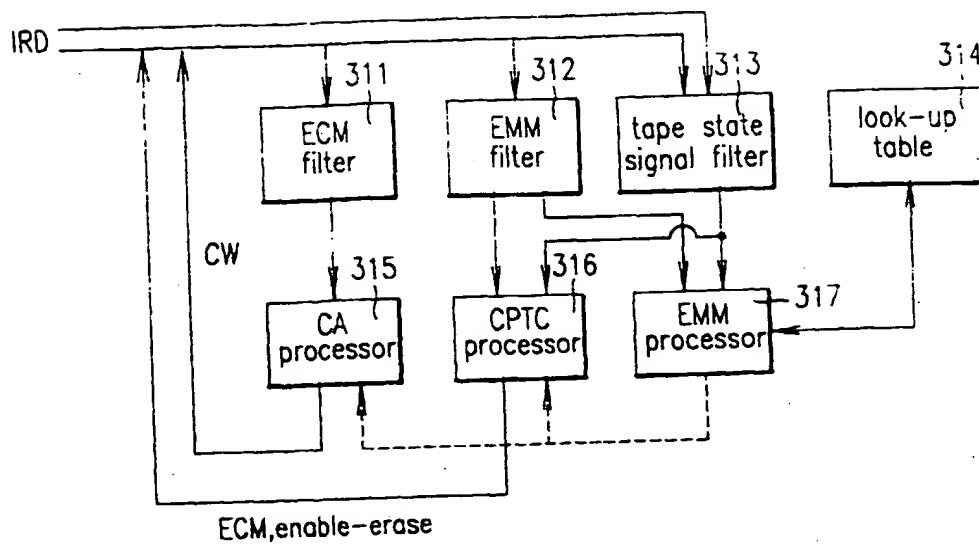 IRD
311
312
313
314
ECM
filter
EMM
filter
tape state
signal filter
look-up
table
CW
315
316
317
CA
processor
CPTC
processor
EMM
processor
ECM,enable-erase